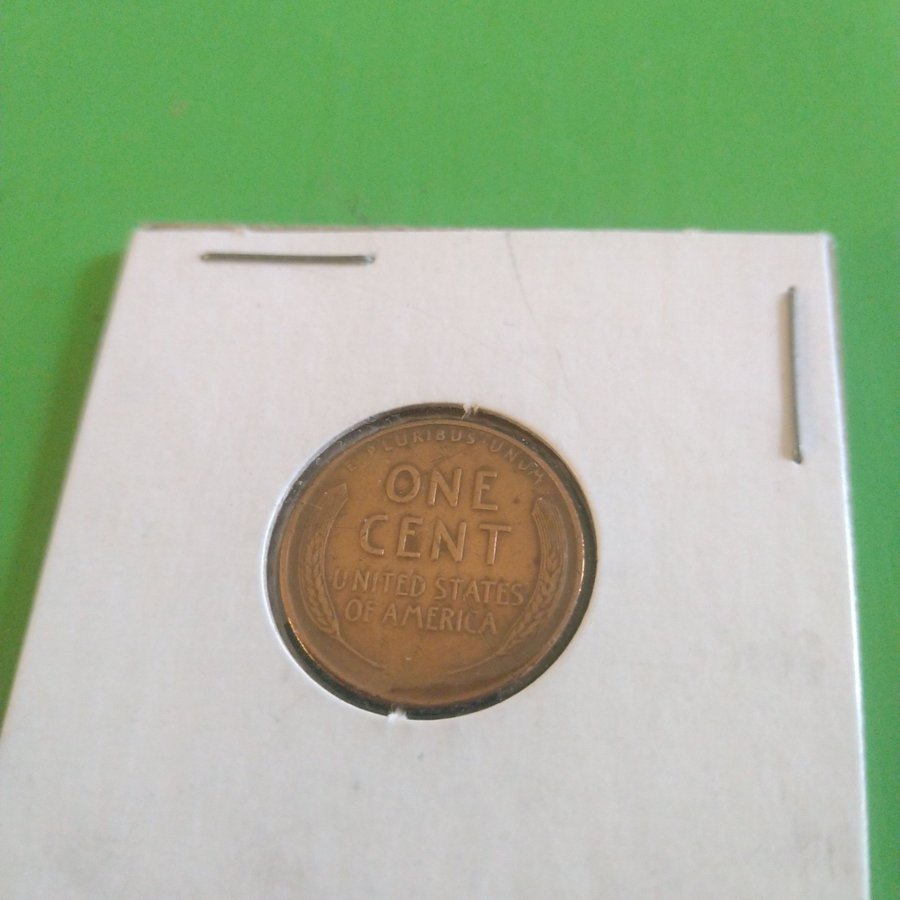 E·PLURIBUS·UNUM
ONE
CENT
UNITED STATES
OF AMERICA